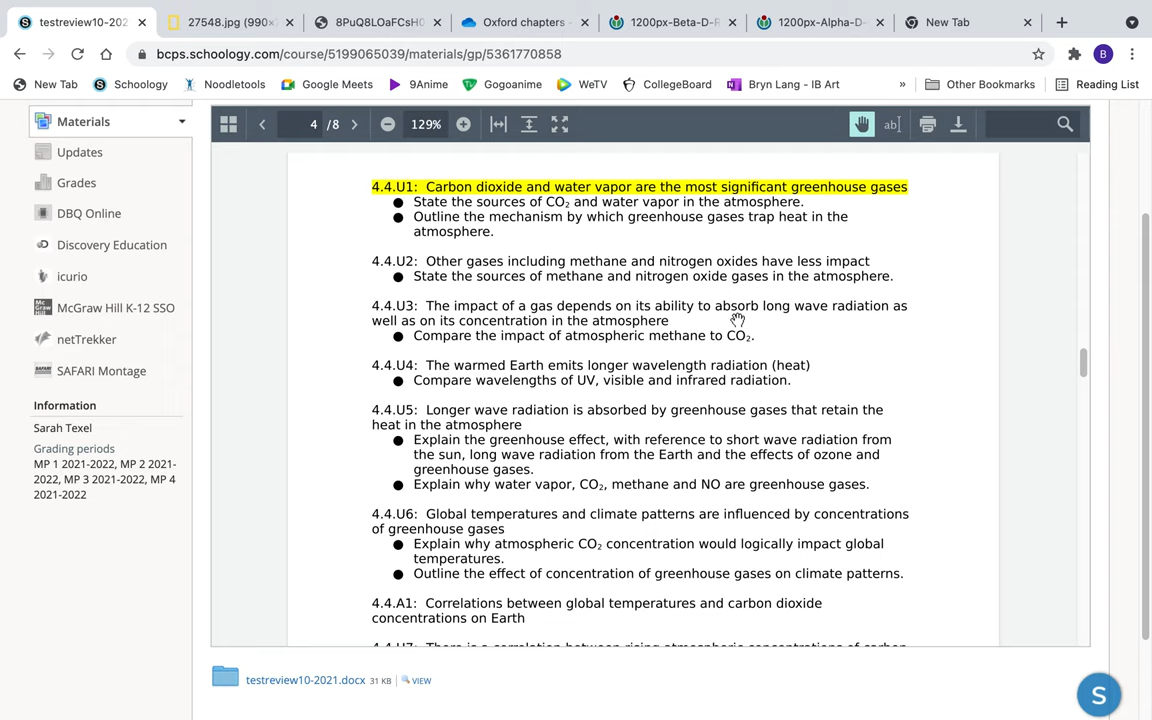 testreview10-202
27548.jpg (990×
8PuQ8LOaFCsH0
Oxford chapters -
1200px-Beta-D-R
1200px-Alpha-D-
New Tab
bcps.schoology.com/course/5199065039/materials/gp/5361770858
B
New Tab
Schoology
Noodletools
Google Meets
9Anime
Gogoanime
WeTV
CollegeBoard
Bryn Lang - IB Art
»
Other Bookmarks
Reading List
Materials
Updates
Grades
DBQ Online
Discovery Education
icurio
McGraw Hill K-12 SSO
netTrekker
SAFARI Montage
Information
Sarah Texel
Grading periods
MP 1 2021-2022, MP 2 2021-
2022, MP 3 2021-2022, MP 4
2021-2022
4 / 8
129%
4.4.U1: Carbon dioxide and water vapor are the most significant greenhouse gases
● State the sources of CO₂ and water vapor in the atmosphere.
● Outline the mechanism by which greenhouse gases trap heat in the
atmosphere.
4.4.U2: Other gases including methane and nitrogen oxides have less impact
● State the sources of methane and nitrogen oxide gases in the atmosphere.
4.4.U3: The impact of a gas depends on its ability to absorb long wave radiation as
well as on its concentration in the atmosphere
● Compare the impact of atmospheric methane to CO₂.
4.4.U4: The warmed Earth emits longer wavelength radiation (heat)
● Compare wavelengths of UV, visible and infrared radiation.
4.4.U5: Longer wave radiation is absorbed by greenhouse gases that retain the
heat in the atmosphere
● Explain the greenhouse effect, with reference to short wave radiation from
the sun, long wave radiation from the Earth and the effects of ozone and
greenhouse gases.
● Explain why water vapor, CO₂, methane and NO are greenhouse gases.
4.4.U6: Global temperatures and climate patterns are influenced by concentrations
of greenhouse gases
● Explain why atmospheric CO₂ concentration would logically impact global
temperatures.
● Outline the effect of concentration of greenhouse gases on climate patterns.
4.4.A1: Correlations between global temperatures and carbon dioxide
concentrations on Earth
4.4.U7: There is a correlation between rising atmospheric concentrations of carbon
testreview10-2021.docx 31 KB VIEW
S